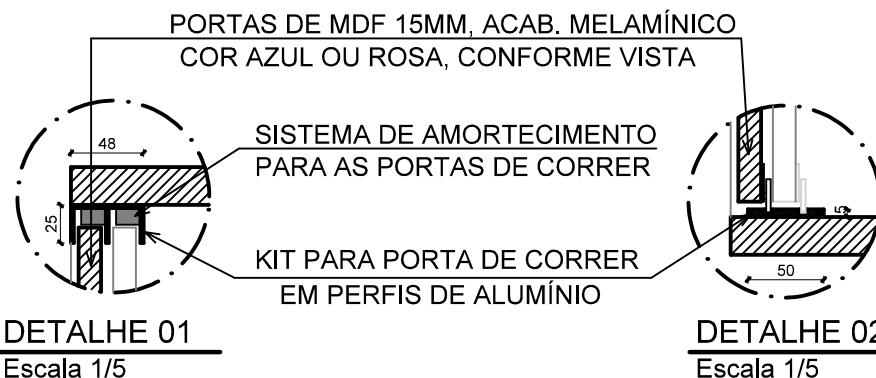 PORTAS DE MDF 15MM, ACAB. MELAMÍNICO
COR AZUL OU ROSA, CONFORME VISTA
48
SISTEMA DE AMORTECIMENTO
PARA AS PORTAS DE CORRER
25
5
KIT PARA PORTA DE CORRER
EM PERFIS DE ALUMÍNIO
50
DETALHE 01
Escala 1/5
DETALHE 02
Escala 1/5